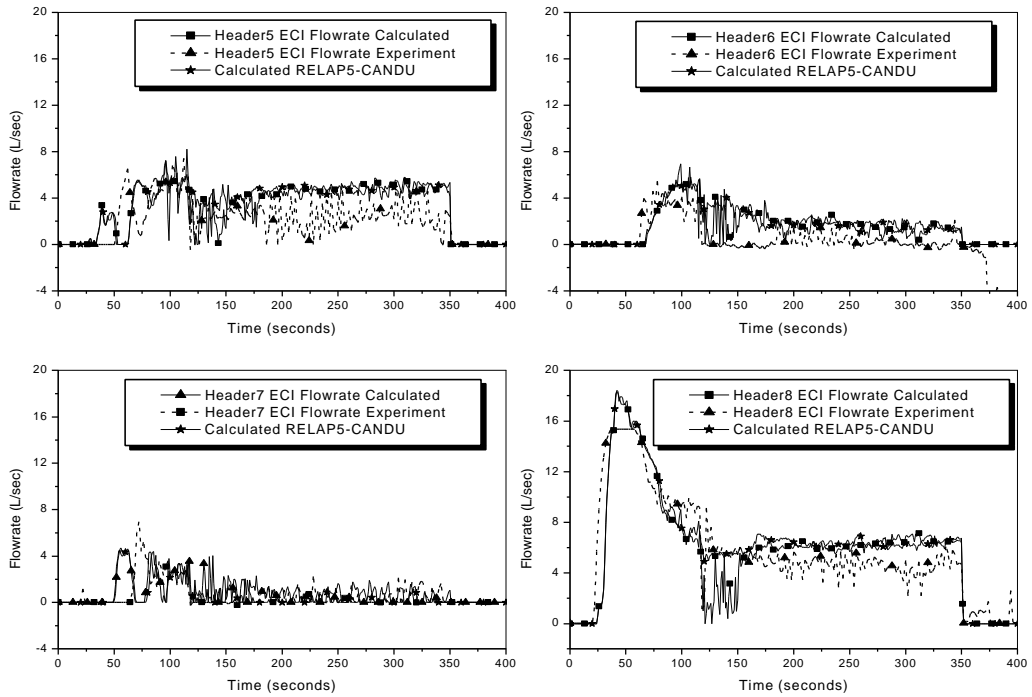 Header5 ECI Flowrate Calculated
Header5 ECI Flowrate Experiment
Calculated RELAP5-CANDU
Flowrate (L/sec)
20
16
12
8
4
0
-4
0 50 100 150 200 250 300 350 400
Time (seconds)
Header6 ECI Flowrate Calculated
Header6 ECI Flowrate Experiment
Calculated RELAP5-CANDU
Flowrate (L/sec)
20
16
12
8
4
0
-4
0 50 100 150 200 250 300 350 400
Time (seconds)
Header7 ECI Flowrate Calculated
Header7 ECI Flowrate Experiment
Calculated RELAP5-CANDU
Flowrate (L/sec)
20
16
12
8
4
0
-4
0 50 100 150 200 250 300 350 400
Time (seconds)
Header8 ECI Flowrate Calculated
Header8 ECI Flowrate Experiment
Calculated RELAP5-CANDU
Flowrate (L/sec)
20
16
12
8
4
0
0 50 100 150 200 250 300 350 400
Time (seconds)